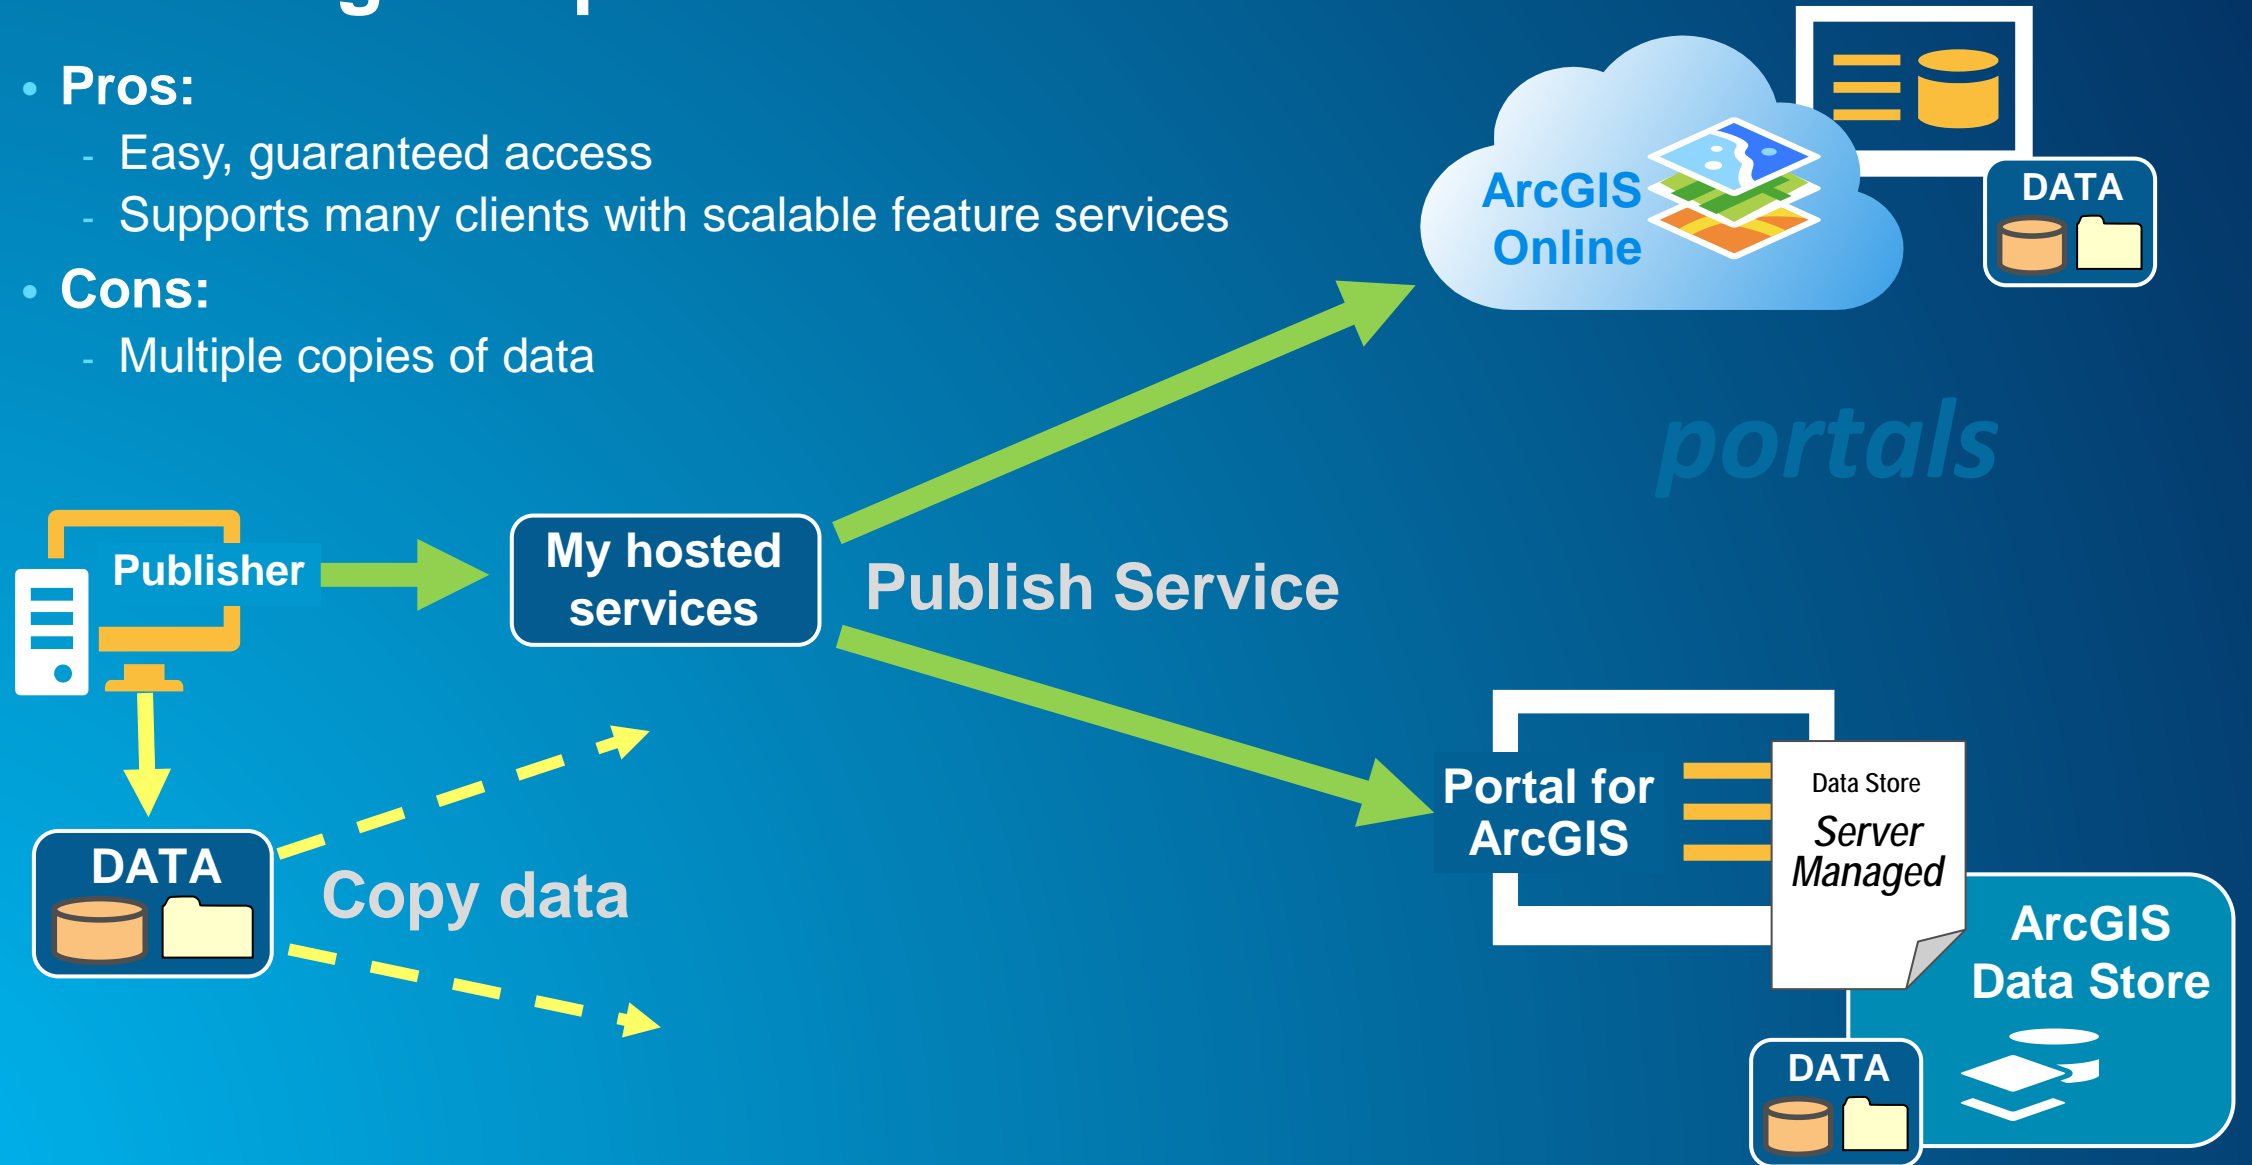 • Pros:
- Easy, guaranteed access
- Supports many clients with scalable feature services
• Cons:
- Multiple copies of data
ArcGIS
Online
DATA
portals
Publisher
My hosted
services
Publish Service
Portal for
ArcGIS
Data Store
Server
Managed
DATA
Copy data
ArcGIS
Data Store
DATA